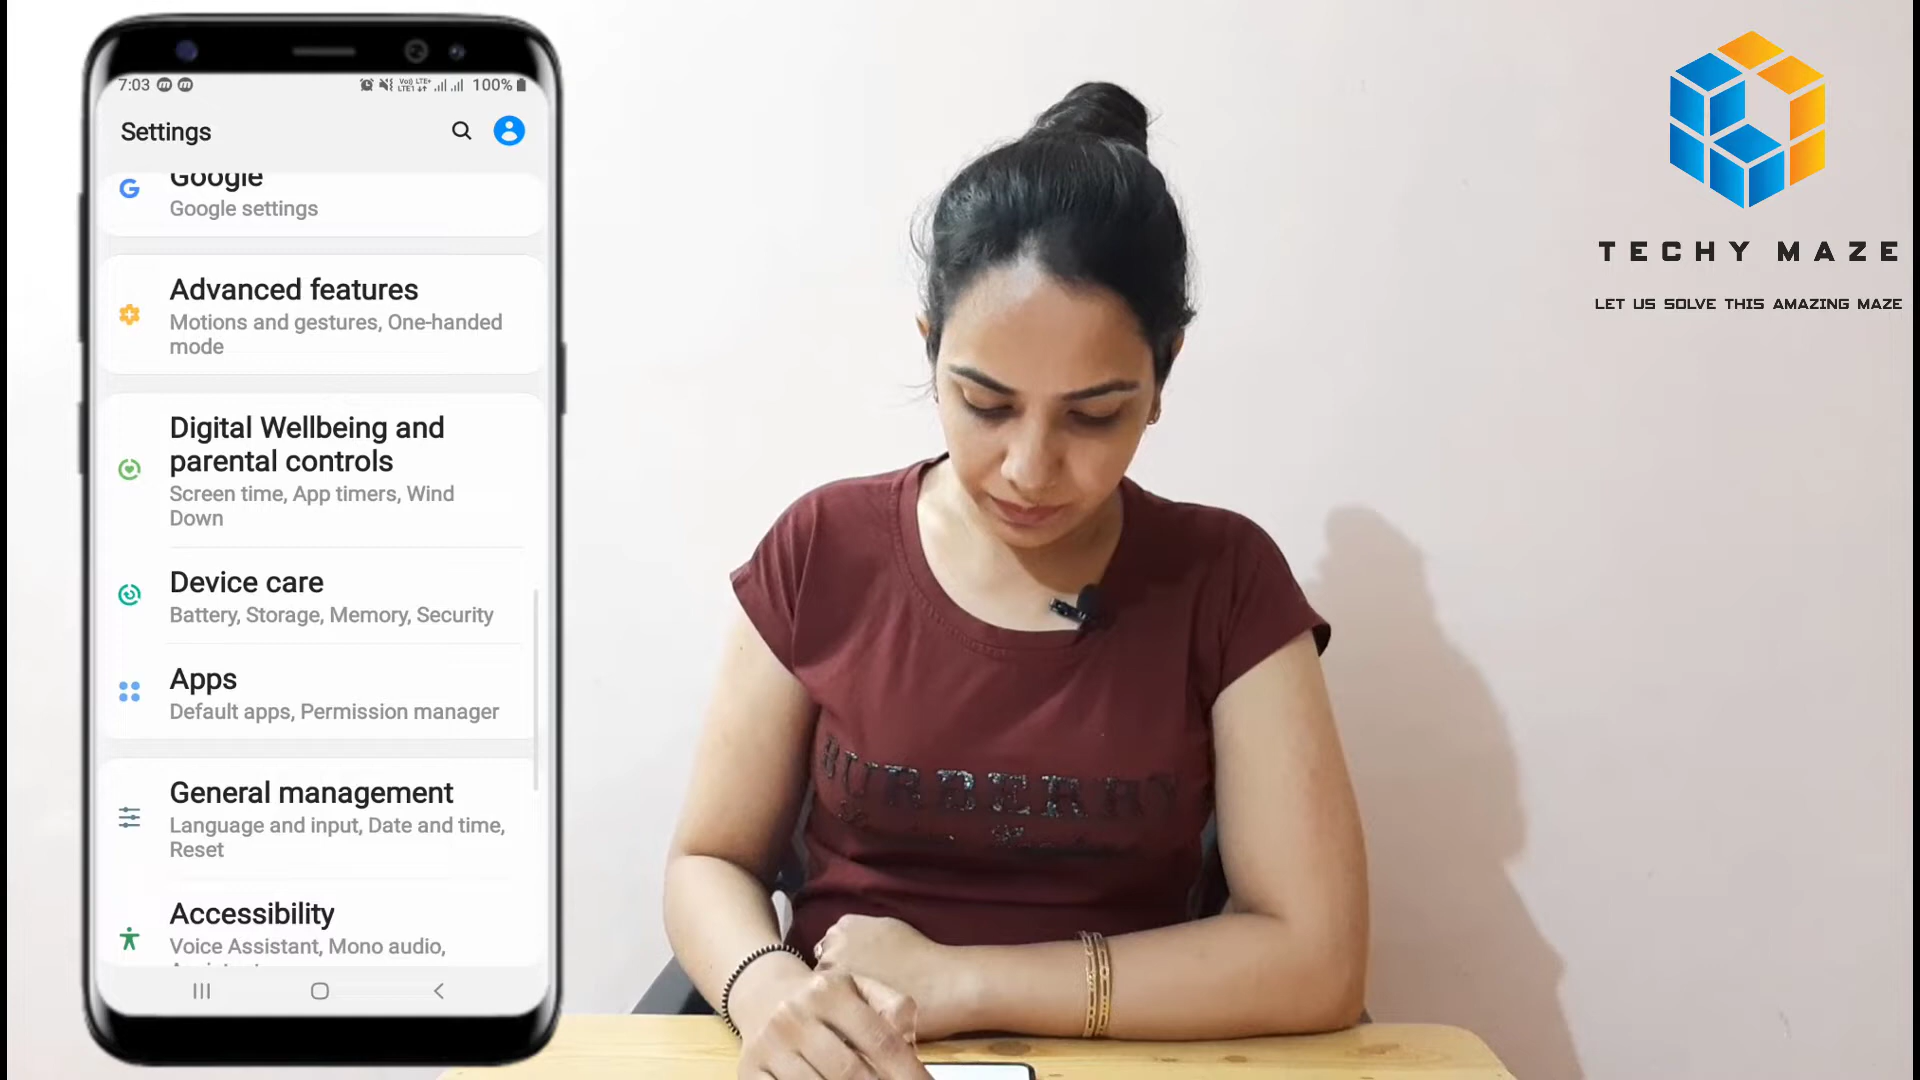 7:03
100%
Settings
Google
Google settings
Advanced features
Motions and gestures, One-handed
mode
Digital Wellbeing and
parental controls
Screen time, App timers, Wind
Down
Device care
Battery, Storage, Memory, Security
Apps
Default apps, Permission manager
General management
Language and input, Date and time,
Reset
Accessibility
Voice Assistant, Mono audio,
TECHY MAZE
LET US SOLVE THIS AMAZING MAZE
BURBERRY